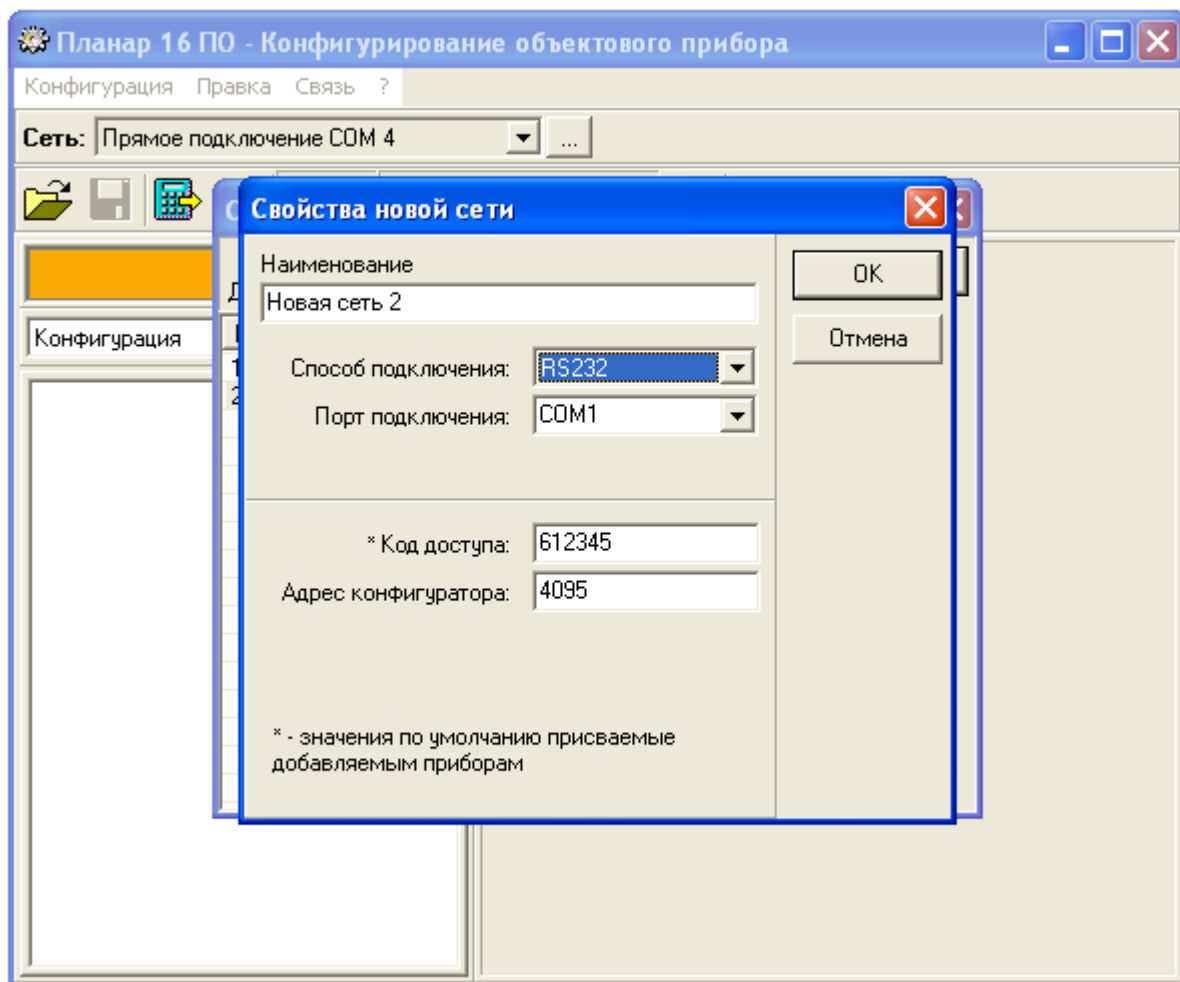 Планар 16 ПО - Конфигурирование объектового прибора
Конфигурация Правка Связь ?
Сеть: Прямое подключение COM 4 ...
Свойства новой сети
Наименование
OK
Новая сеть 2
Конфигурация
Отмена
Способ подключения: RS232
Порт подключения: COM1
* Код доступа: 612345
Адрес конфигуратора: 4095
* - значения по умолчанию присваемые
добавляемым приборам